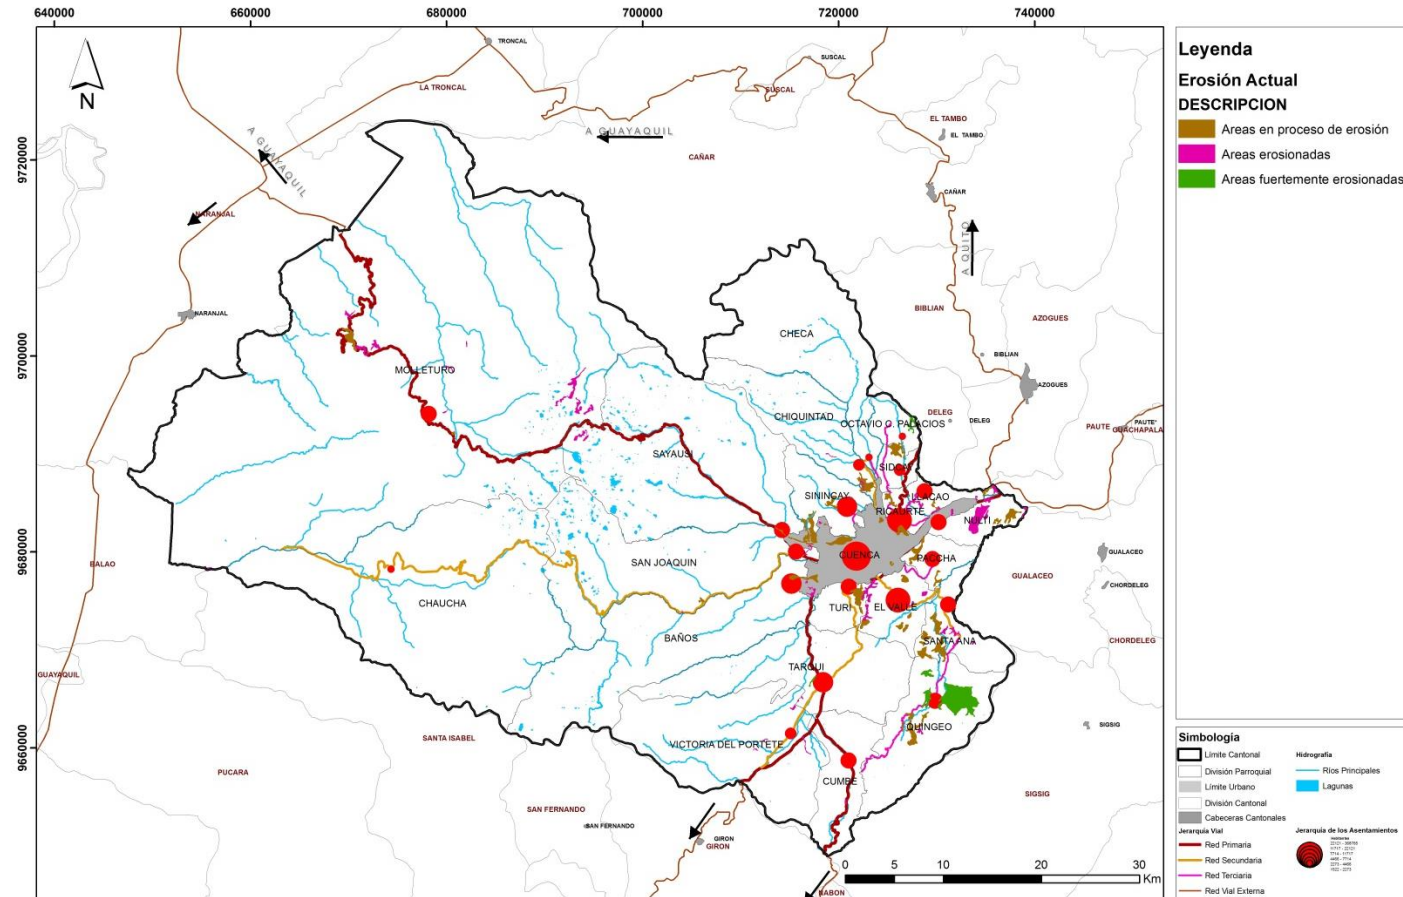 640000
660000
680000
700000
720000
740000
9720000
9700000
9680000
9660000
N
TRONCAL
LA TRONCAL
SUSCAL
SUSCAL
EL TAMBO
EL TAMBO
A GUAYAQUIL
A GUAYAQUIL
CAÑAR
CAÑAR
NARANJAL
NARANJAL
A QUITO
BIBLIAN
BIBLIAN
AZOGUES
AZOGUES
CHECA
MOLLETURO
CHIQUINTAD
OCTAVIO C. PALACIOS
DELEG
DELEG
PAUTE
PAUTE
GUACHAPALA
SAYAUSI
SIDCAY
SININCAY
LLACAO
RICAURTE
NULTI
CUENCA
PACCHA
SAN JOAQUIN
GUALACEO
GUALACEO
BALAO
CHAUCHA
TURI
EL VALLE
CHORDELEG
CHORDELEG
BAÑOS
SANTA ANA
TARQUI
GUAYAQUIL
QUINGEO
SIGSIG
SIGSIG
SANTA ISABEL
VICTORIA DEL PORTETE
PUCARA
CUMBE
SAN FERNANDO
SAN FERNANDO
GIRON
GIRON
NABON
0 5 10 20 30
Km
Leyenda
Erosión Actual
DESCRIPCION
Areas en proceso de erosión
Areas erosionadas
Areas fuertemente erosionadas
Simbología
Límite Cantonal
División Parroquial
Límite Urbano
División Cantonal
Cabeceras Cantonales
Jerarquía Vial
Red Primaria
Red Secundaria
Red Terciaria
Red Vial Externa
Hidrografía
Ríos Principales
Lagunas
Jerarquía de los Asentamientos